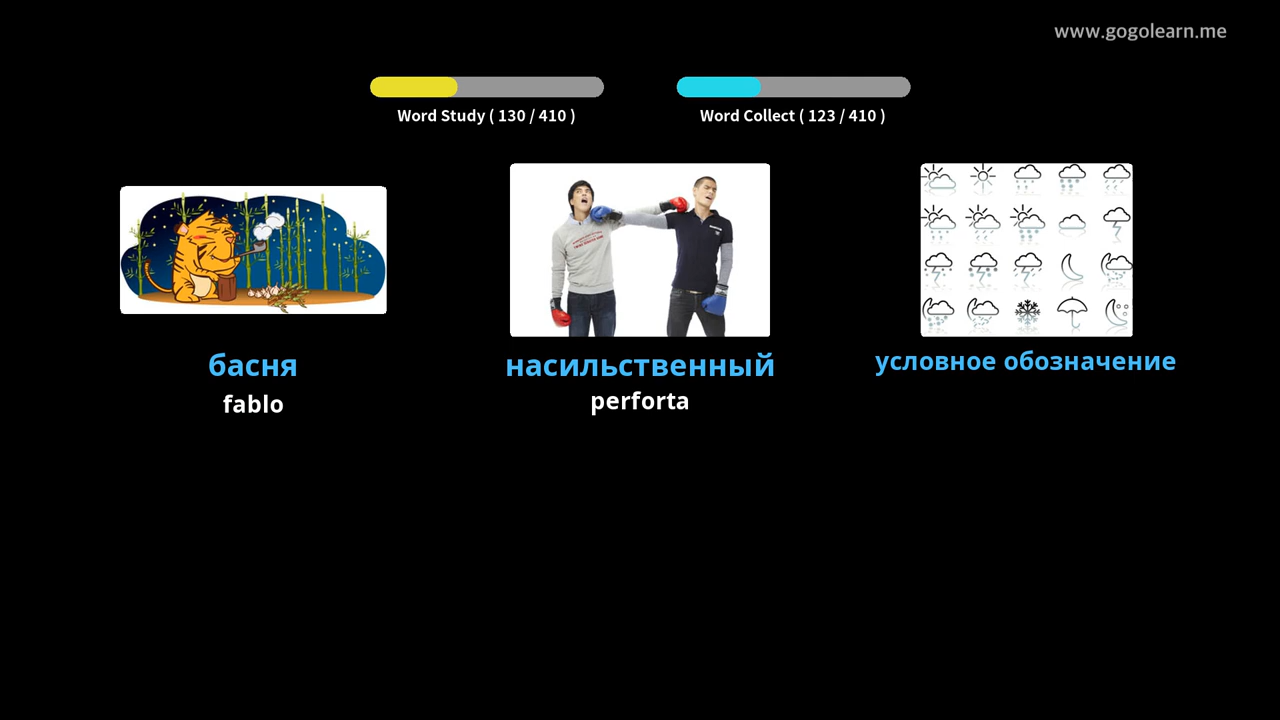 www.gogolearn.me
Word Study ( 130 / 410 )
Word Collect ( 123 / 410 )
басня
fablo
насильственный
perforta
условное обозначение